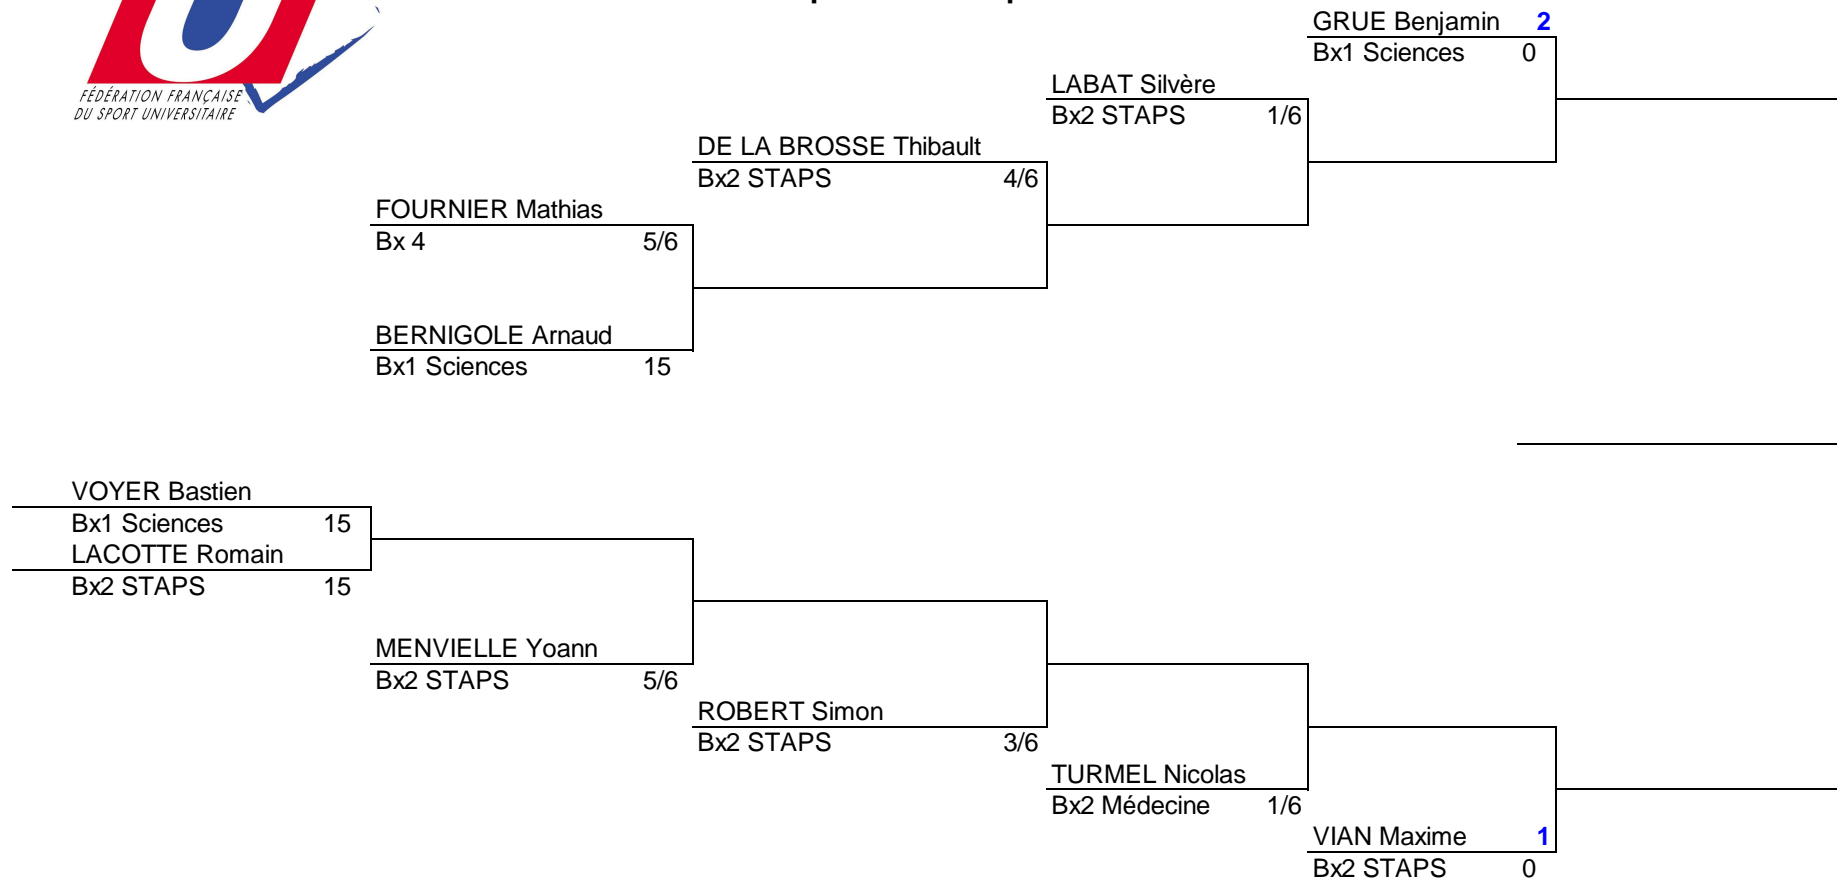 GRUE Benjamin 2
Bx1 Sciences 0
LABAT Silvère
Bx2 STAPS 1/6
FÉDÉRATION FRANÇAISE
DU SPORT UNIVERSITAIRE
DE LA BROSSE Thibault
Bx2 STAPS 4/6
FOURNIER Mathias
Bx 4 5/6
BERNIGOLE Arnaud
Bx1 Sciences 15
VOYER Bastien
Bx1 Sciences 15
LACOTTE Romain
Bx2 STAPS 15
MENVIELLE Yoann
Bx2 STAPS 5/6
ROBERT Simon
Bx2 STAPS 3/6
TURMEL Nicolas
Bx2 Médecine 1/6
VIAN Maxime 1
Bx2 STAPS 0